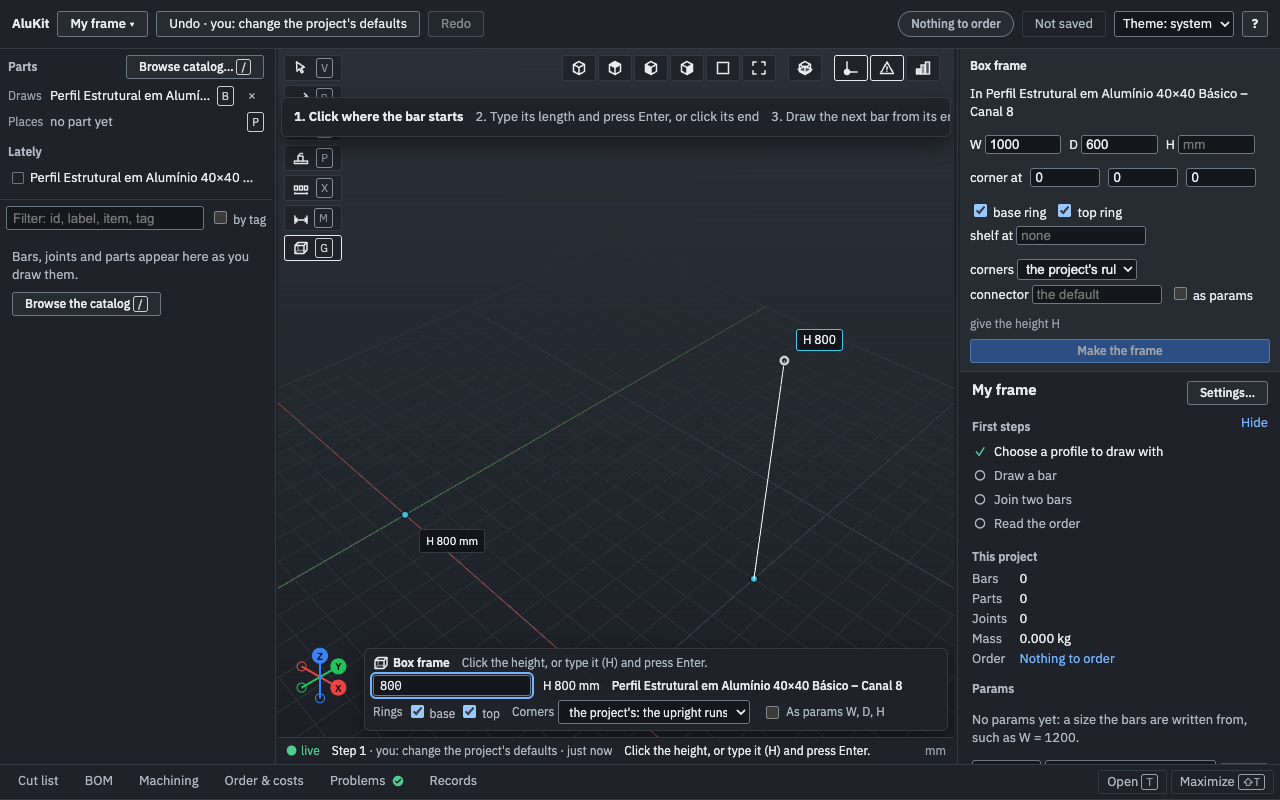 AluKit My frame ▾ Undo · you: change the project's defaults Redo Nothing to order Not saved Theme: system ?
Parts Browse catalog... /
Draws Perfil Estrutural em Alumí... B ×
Places no part yet P
Lately
Perfil Estrutural em Alumínio 40×40 ...
Filter: id, label, item, tag by tag
Bars, joints and parts appear here as you
draw them.
Browse the catalog /
V
1. Click where the bar starts 2. Type its length and press Enter, or click its end 3. Draw the next bar from its
P
X
M
G
H 800
H 800 mm
Z
Y
X
Box frame Click the height, or type it (H) and press Enter.
800 H 800 mm Perfil Estrutural em Alumínio 40×40 Básico – Canal 8
Rings base top Corners the project's: the upright runs As params W, D, H
live Step 1 · you: change the project's defaults · just now Click the height, or type it (H) and press Enter. mm
Box frame
In Perfil Estrutural em Alumínio 40×40 Básico –
Canal 8
W 1000 D 600 H mm
corner at 0 0 0
base ring top ring
shelf at none
corners the project's rul
connector the default as params
give the height H
Make the frame
My frame Settings...
First steps Hide
Choose a profile to draw with
Draw a bar
Join two bars
Read the order
This project
Bars 0
Parts 0
Joints 0
Mass 0.000 kg
Order Nothing to order
Params
No params yet: a size the bars are written from,
such as W = 1200.
Cut list BOM Machining Order & costs Problems Records Open T Maximize ⇧T